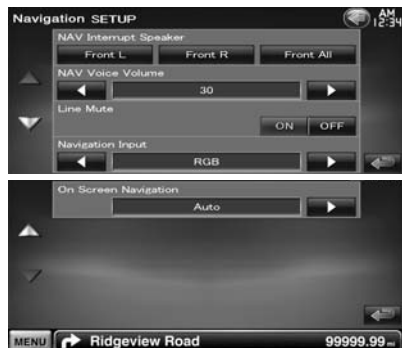 Navigation SETUP
AM
12:34
NAV Interrupt Speaker
Front L Front R Front All
NAV Voice Volume
30
Line Mute
ON OFF
Navigation Input
RGB
On Screen Navigation
Auto
MENU Ridgeview Road 99999.99 mi